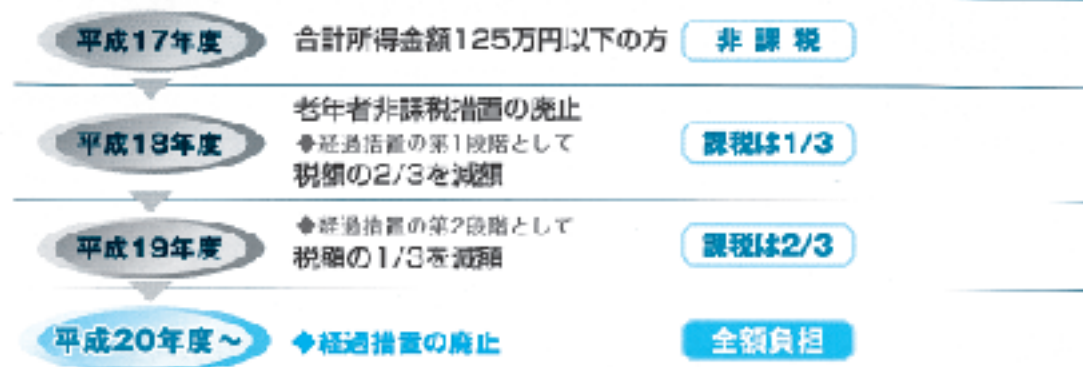 平成17年度 合計所得金額125万円以下の方 非課税
平成18年度 老年者非課税措置の廃止
◆経過措置の第1段階として 課税は1/3
税額の2/3を減額
平成19年度 ◆経過措置の第2段階として
税額の1/3を減額 課税は2/3
平成20年度～ ◆経過措置の廃止 全額負担